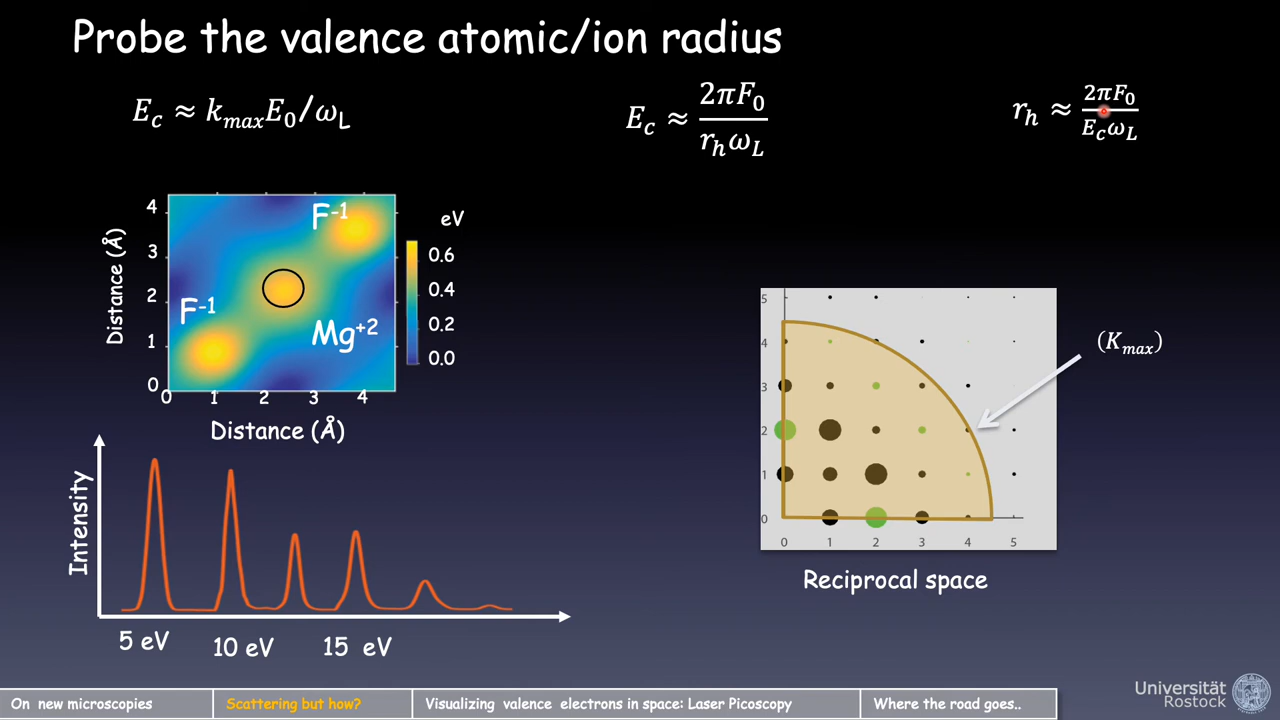 Probe the valence atomic/ion radius
E_c ≈ k_max E_0/ω_L
E_c ≈ 2πF_0 / r_h ω_L
r_h ≈ 2πF_0 / E_c ω_L
F-1
F-1
Mg+2
Distance (Å)
4
3
2
1
0
0 1 2 3 4
Distance (Å)
eV
0.6
0.4
0.2
0.0
5
4
3
2
1
0
0 1 2 3 4 5
(K_max)
Reciprocal space
Intensity
5 eV 10 eV 15 eV
On new microscopies
Scattering but how?
Visualizing valence electrons in space: Laser Picoscopy
Where the road goes..
Universität
Rostock